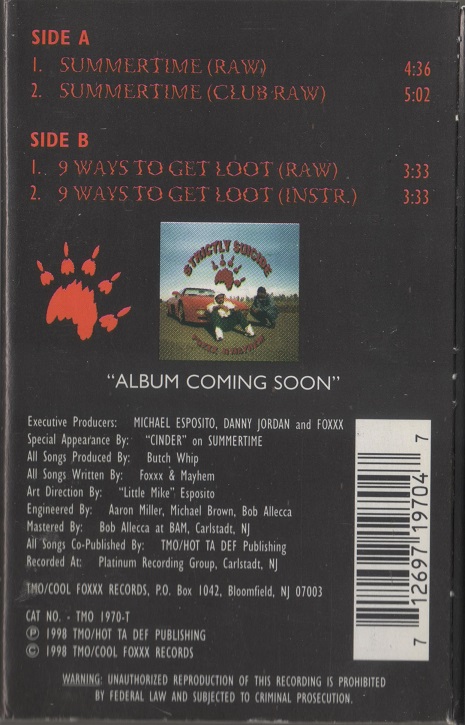 SIDE A
1. SUMMERTIME (RAW) 4:36
2. SUMMERTIME (CLUB RAW) 5:02
SIDE B
1. 9 WAYS TO GET LOOT (RAW) 3:33
2. 9 WAYS TO GET LOOT (INSTR.) 3:33
STRICTLY SUICIDE
FOXXX & MAYHEM
"ALBUM COMING SOON"
Executive Producers: MICHAEL ESPOSITO, DANNY JORDAN and FOXXX
Special Appearance By: "CINDER" on SUMMERTIME
All Songs Produced By: Butch Whip
All Songs Written By: Foxxx & Mayhem
Art Direction By: "Little Mike" Esposito
Engineered By: Aaron Miller, Michael Brown, Bob Allecca
Mastered By: Bob Allecca at BAM, Carlstadt, NJ
All Songs Co-Published By: TMO/HOT TA DEF Publishing
Recorded At: Platinum Recording Group, Carlstadt, NJ
TMO/COOL FOXXX RECORDS, P.O. Box 1042, Bloomfield, NJ 07003
CAT NO. - TMO 1970-T
℗ 1998 TMO/HOT TA DEF PUBLISHING
© 1998 TMO/COOL FOXXX RECORDS
7 12697 19704 7
WARNING: UNAUTHORIZED REPRODUCTION OF THIS RECORDING IS PROHIBITED
BY FEDERAL LAW AND SUBJECTED TO CRIMINAL PROSECUTION.